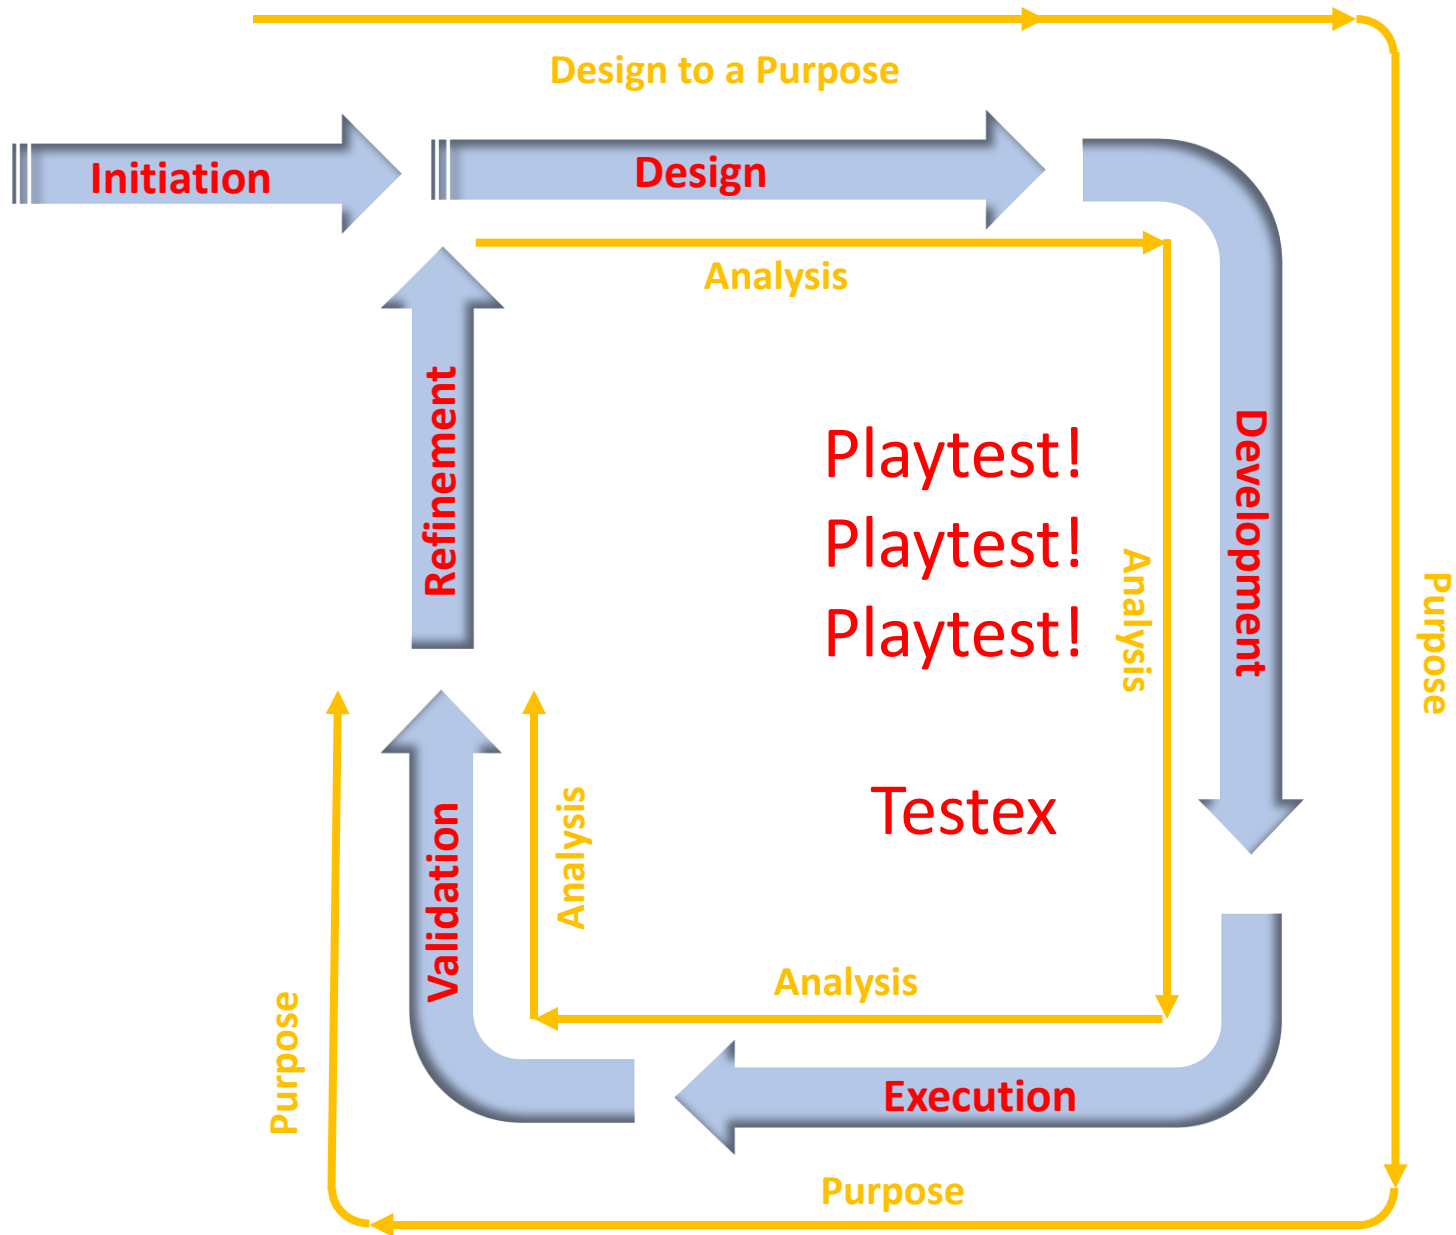 Design to a Purpose
Initiation
Design
Analysis
Refinement
Playtest!
Playtest!
Playtest!
Analysis
Development
Purpose
Testex
Analysis
Validation
Analysis
Purpose
Execution
Purpose